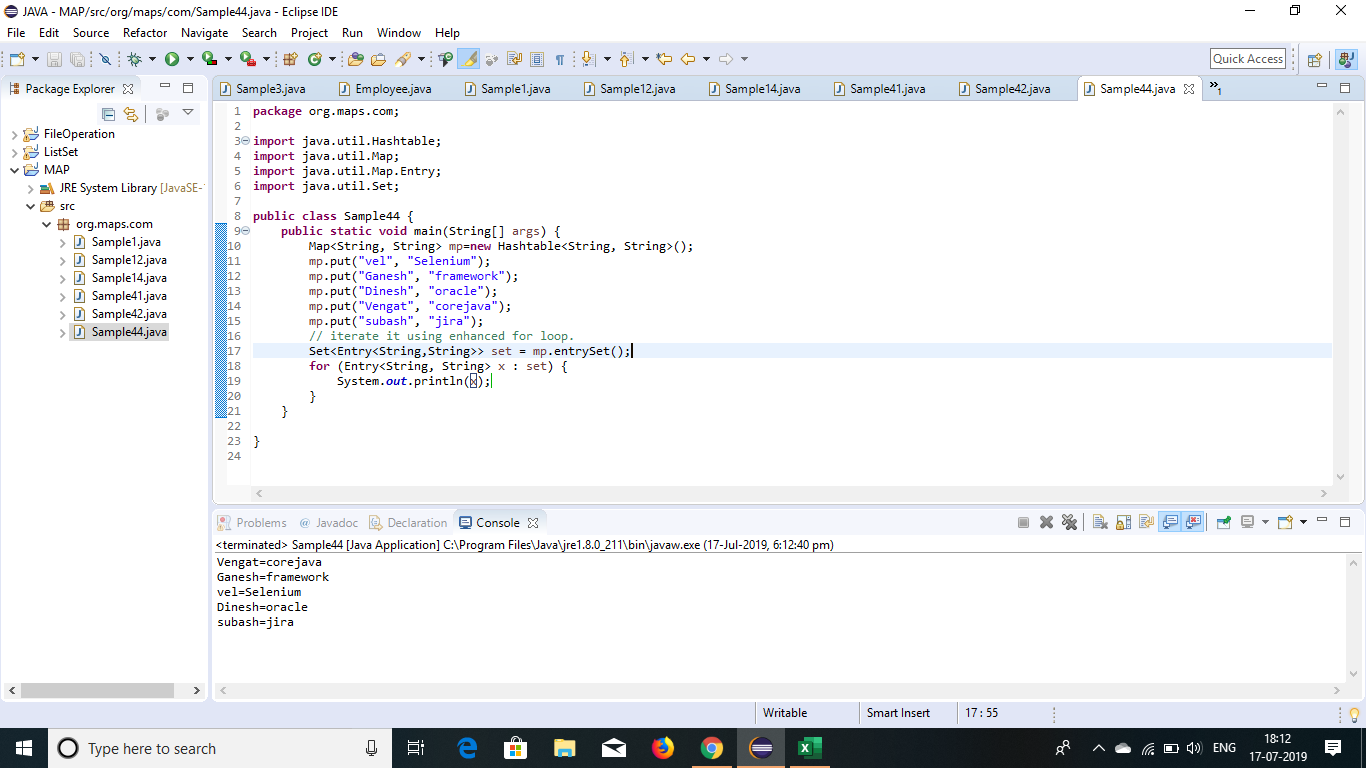 JAVA - MAP/src/org/maps/com/Sample44.java - Eclipse IDE
File Edit Source Refactor Navigate Search Project Run Window Help
Quick Access
Package Explorer
FileOperation
ListSet
MAP
JRE System Library [JavaSE-
src
org.maps.com
Sample1.java
Sample12.java
Sample14.java
Sample41.java
Sample42.java
Sample44.java
Sample3.java Employee.java Sample1.java Sample12.java Sample14.java Sample41.java Sample42.java Sample44.java »1
1 package org.maps.com;
2
3 import java.util.Hashtable;
4 import java.util.Map;
5 import java.util.Map.Entry;
6 import java.util.Set;
7
8 public class Sample44 {
9 public static void main(String[] args) {
10 Map<String, String> mp=new Hashtable<String, String>();
11 mp.put("vel", "Selenium");
12 mp.put("Ganesh", "framework");
13 mp.put("Dinesh", "oracle");
14 mp.put("Vengat", "corejava");
15 mp.put("subash", "jira");
16 // iterate it using enhanced for loop.
17 Set<Entry<String,String>> set = mp.entrySet();
18 for (Entry<String, String> x : set) {
19 System.out.println(x);
20 }
21 }
22
23 }
24
Problems @ Javadoc Declaration Console
<terminated> Sample44 [Java Application] C:\Program Files\Java\jre1.8.0_211\bin\javaw.exe (17-Jul-2019, 6:12:40 pm)
Vengat=corejava
Ganesh=framework
vel=Selenium
Dinesh=oracle
subash=jira
Writable Smart Insert 17 : 55
Type here to search
ENG
18:12
17-07-2019